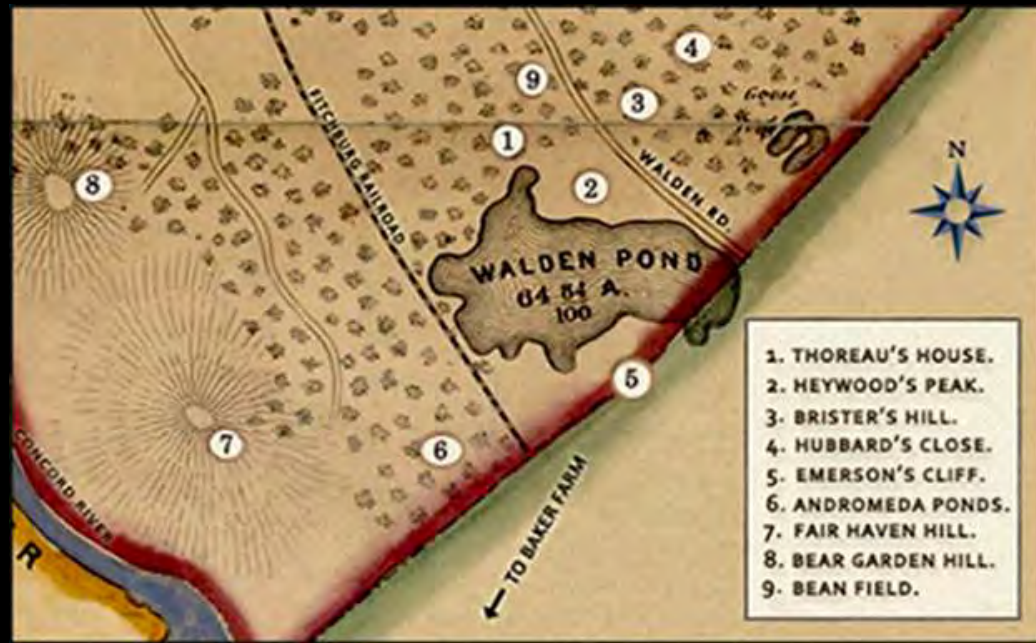 4
9
GOOSE
3
FITCHBURG RAILROAD
1
WALDEN RD.
N
8
2
WALDEN POND
64 84 A.
100
5
7
6
CONCORD RIVER
R
← TO BAKER FARM
1. THOREAU'S HOUSE.
2. HEYWOOD'S PEAK.
3. BRISTER'S HILL.
4. HUBBARD'S CLOSE.
5. EMERSON'S CLIFF.
6. ANDROMEDA PONDS.
7. FAIR HAVEN HILL.
8. BEAR GARDEN HILL.
9. BEAN FIELD.